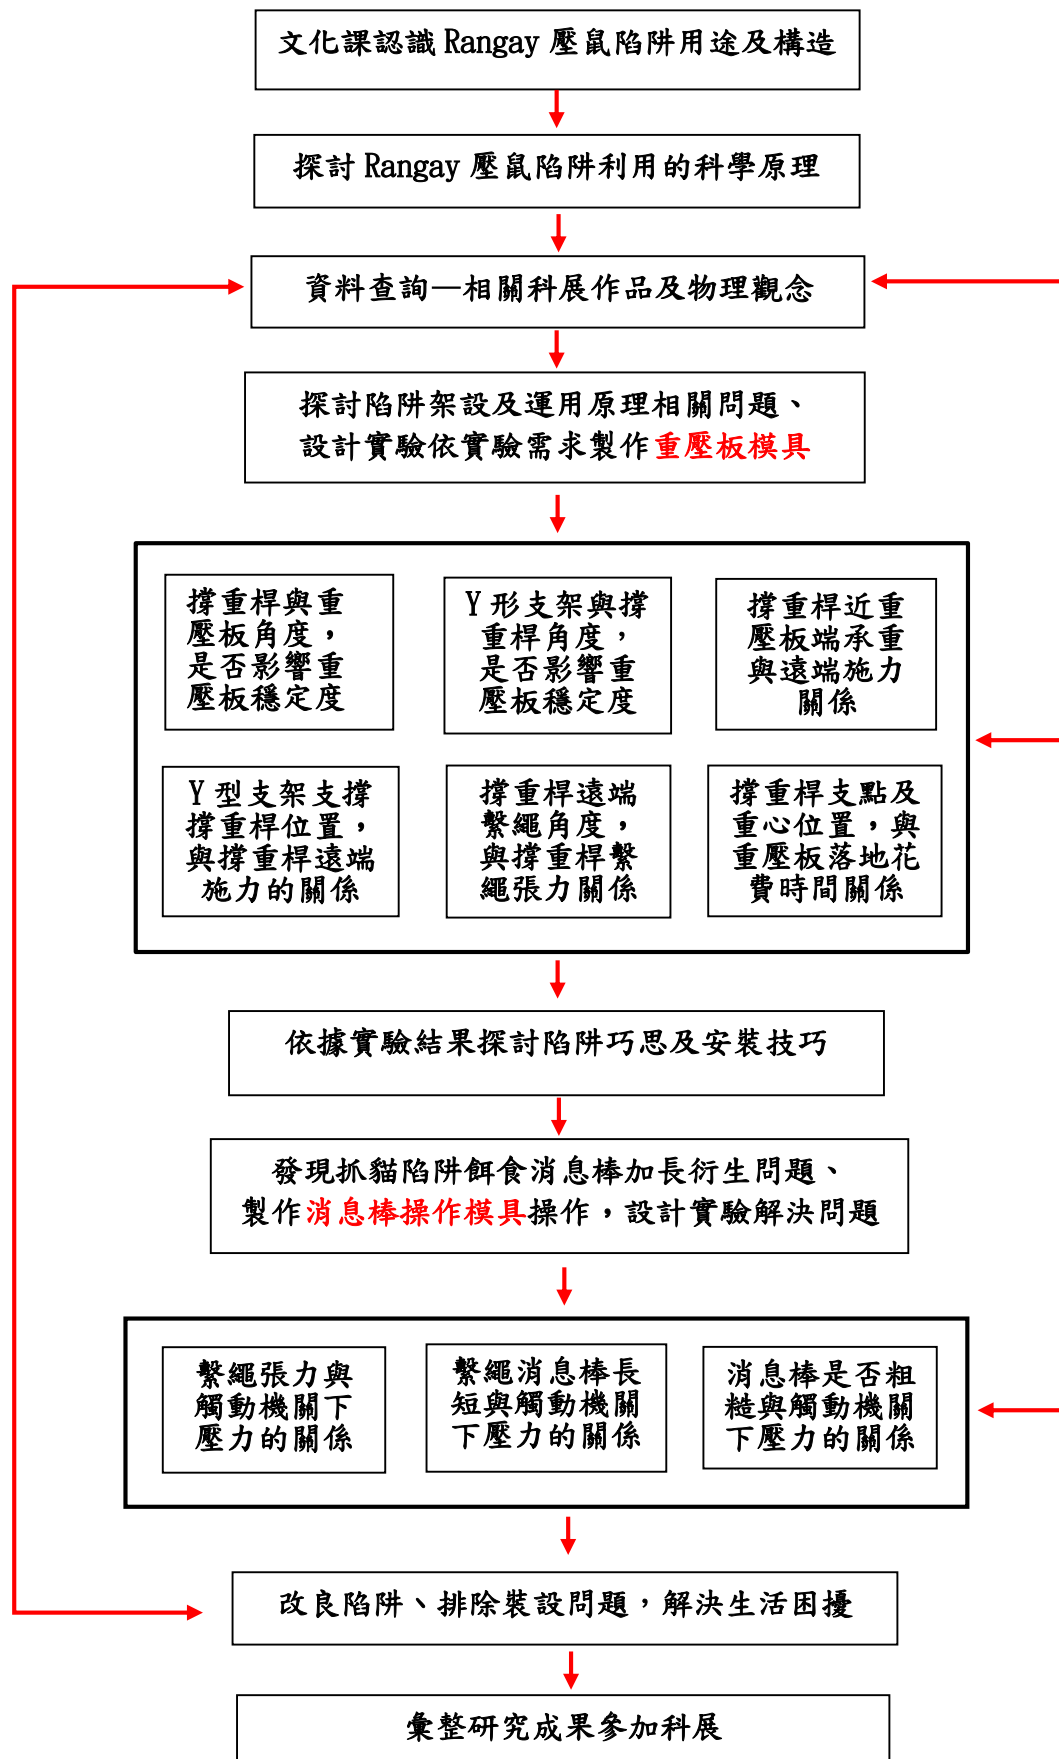 文化課認識 Rangay 壓鼠陷阱用途及構造
探討 Rangay 壓鼠陷阱利用的科學原理
資料查詢—相關科展作品及物理觀念
探討陷阱架設及運用原理相關問題、
設計實驗依實驗需求製作重壓板模具
撐重桿與重
壓板角度，
是否影響重
壓板穩定度
Y 形支架與撐
重桿角度，
是否影響重
壓板穩定度
撐重桿近重
壓板端承重
與遠端施力
關係
Y 型支架支撐
撐重桿位置，
與撐重桿遠端
施力的關係
撐重桿遠端
繫繩角度，
與撐重桿繫
繩張力關係
撐重桿支點及
重心位置，與
重壓板落地花
費時間關係
依據實驗結果探討陷阱巧思及安裝技巧
發現抓貓陷阱餌食消息棒加長衍生問題、
製作消息棒操作模具操作，設計實驗解決問題
繫繩張力與
觸動機關下
壓力的關係
繫繩消息棒長
短與觸動機關
下壓力的關係
消息棒是否粗
糙與觸動機關
下壓力的關係
改良陷阱、排除裝設問題，解決生活困擾
彙整研究成果參加科展